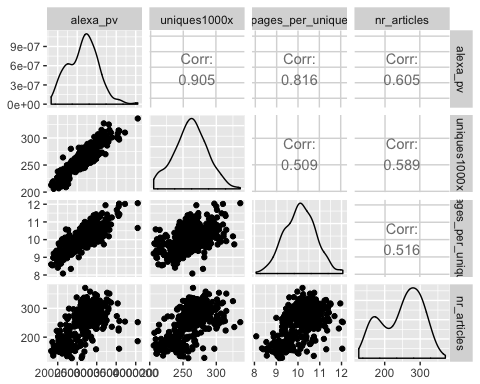 alexa_pv uniques1000x pages_per_unique nr_articles
9e-07
6e-07
3e-07
0e+00
Corr:
0.905
Corr:
0.816
Corr:
0.605
alexa_pv
300
250
200
Corr:
0.509
Corr:
0.589
uniques1000x
12
11
10
9
8
Corr:
0.516
ages_per_uniq
300
200
nr_articles
200 250 300 8 9 10 11 12 200 300